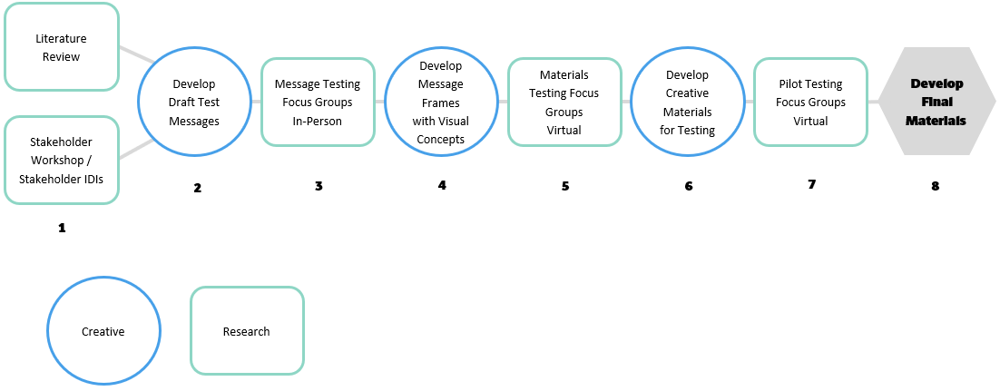 Literature
Review
Stakeholder
Workshop /
Stakeholder IDIs
1
Develop
Draft Test
Messages
2
Message Testing
Focus Groups
In-Person
3
Develop
Message
Frames
with Visual
Concepts
4
Materials
Testing Focus
Groups
Virtual
5
Develop
Creative
Materials
for Testing
6
Pilot Testing
Focus Groups
Virtual
7
Develop
Final
Materials
8
Creative
Research